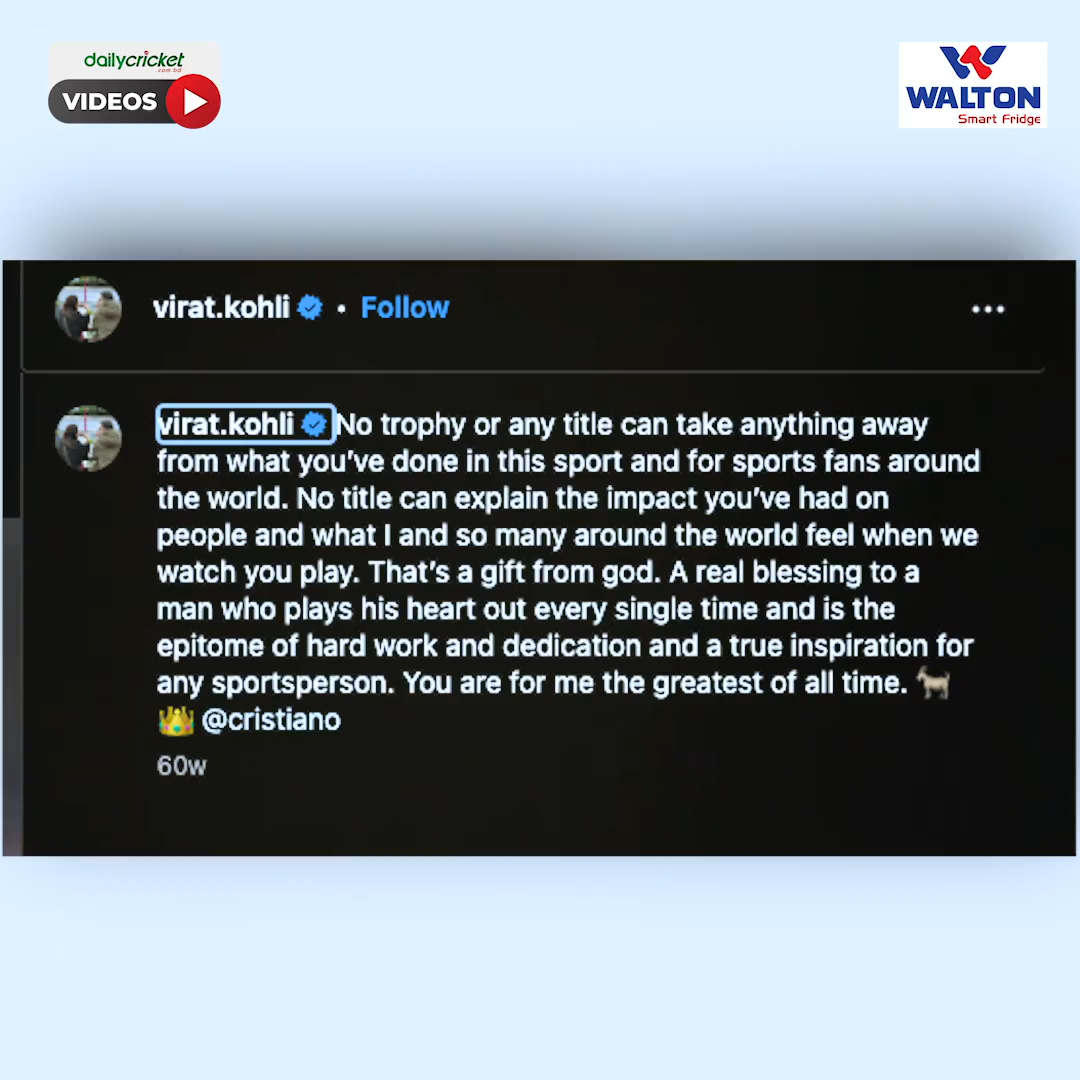 dailycricket
.com.bd
VIDEOS
WALTON
Smart Fridge
virat.kohli • Follow
virat.kohli No trophy or any title can take anything away
from what you've done in this sport and for sports fans around
the world. No title can explain the impact you've had on
people and what I and so many around the world feel when we
watch you play. That's a gift from god. A real blessing to a
man who plays his heart out every single time and is the
epitome of hard work and dedication and a true inspiration for
any sportsperson. You are for me the greatest of all time. 🐐
👑 @cristiano
60w